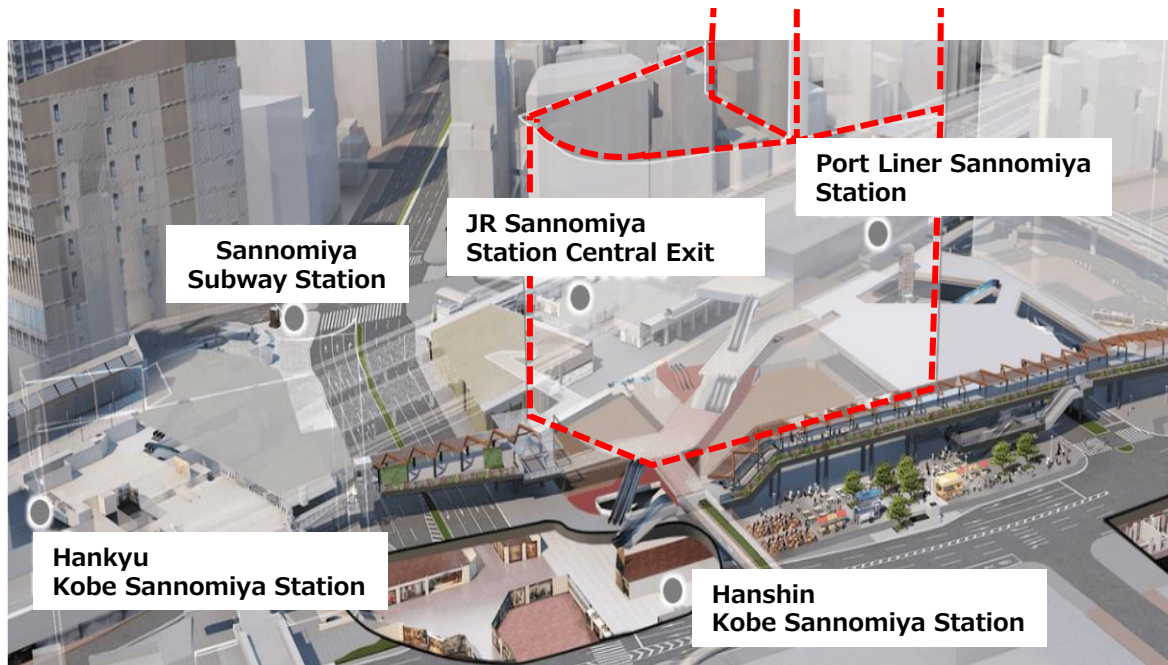 Port Liner Sannomiya
Station
JR Sannomiya
Station Central Exit
Sannomiya
Subway Station
Hankyu
Kobe Sannomiya Station
Hanshin
Kobe Sannomiya Station